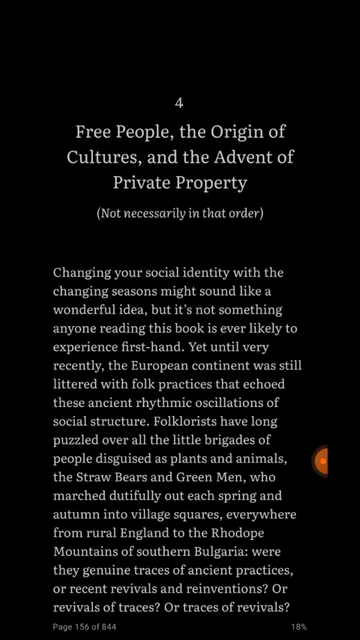 4
Free People, the Origin of
Cultures, and the Advent of
Private Property
(Not necessarily in that order)
Changing your social identity with the
changing seasons might sound like a
wonderful idea, but it’s not something
anyone reading this book is ever likely to
experience first-hand. Yet until very
recently, the European continent was still
littered with folk practices that echoed
these ancient rhythmic oscillations of
social structure. Folklorists have long
puzzled over all the little brigades of
people disguised as plants and animals,
the Straw Bears and Green Men, who
marched dutifully out each spring and
autumn into village squares, everywhere
from rural England to the Rhodope
Mountains of southern Bulgaria: were
they genuine traces of ancient practices,
or recent revivals and reinventions? Or
revivals of traces? Or traces of revivals?
Page 156 of 844 18%